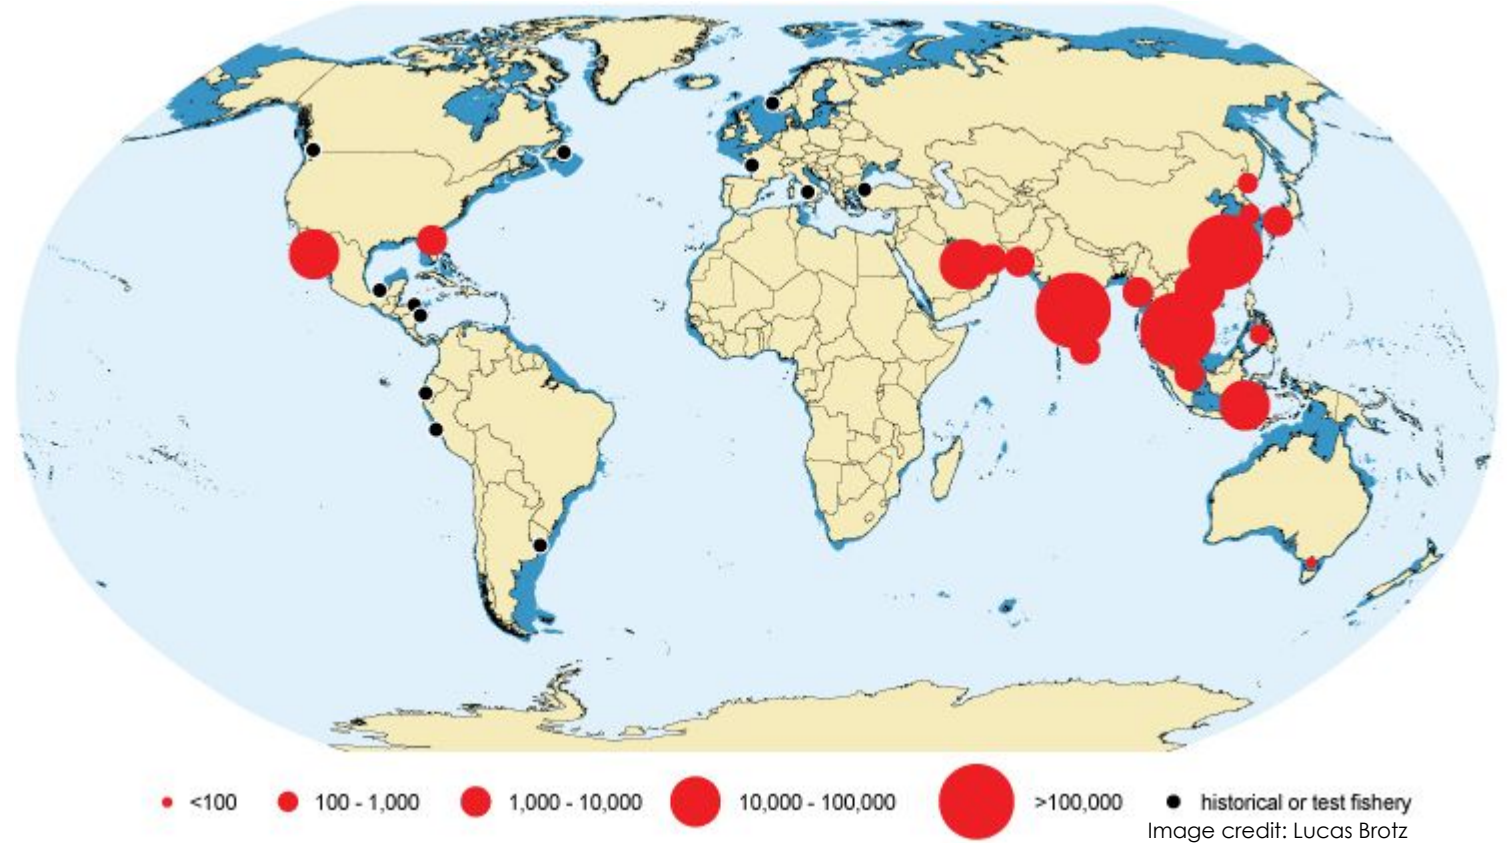 <100 100 - 1,000 1,000 - 10,000 10,000 - 100,000 >100,000 historical or test fishery
Image credit: Lucas Brotz